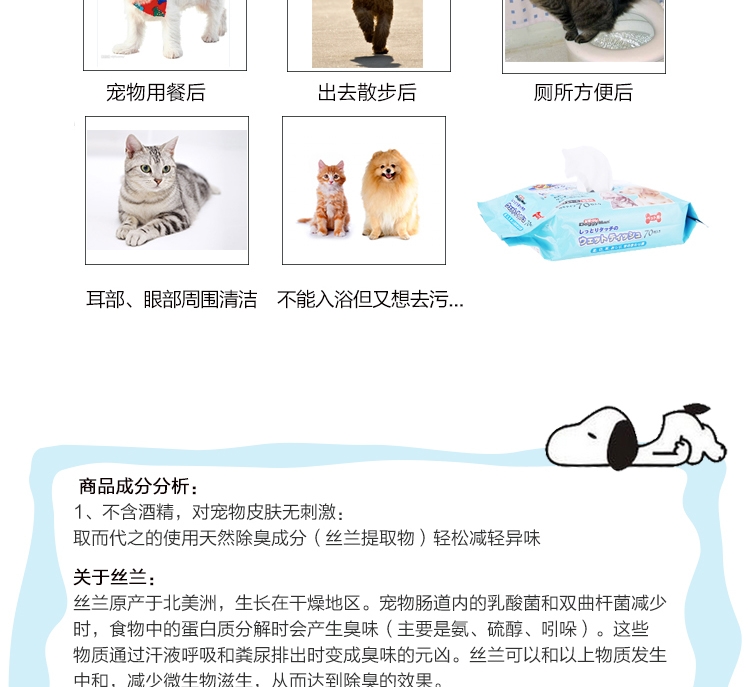 宠物用餐后 出去散步后 厕所方便后
耳部、眼部周围清洁 不能入浴但又想去污...
しっとりタッチの
ウェットティッシュ 70枚入り
商品成分分析：
1、不含酒精，对宠物皮肤无刺激：
取而代之的使用天然除臭成分（丝兰提取物）轻松减轻异味
关于丝兰：
丝兰原产于北美洲，生长在干燥地区。宠物肠道内的乳酸菌和双曲杆菌减少
时，食物中的蛋白质分解时会产生臭味（主要是氨、硫醇、吲哚）。这些
物质通过汗液呼吸和粪尿排出时变成臭味的元凶。丝兰可以和以上物质发生
中和，减少微生物滋生，从而达到除臭的效果。